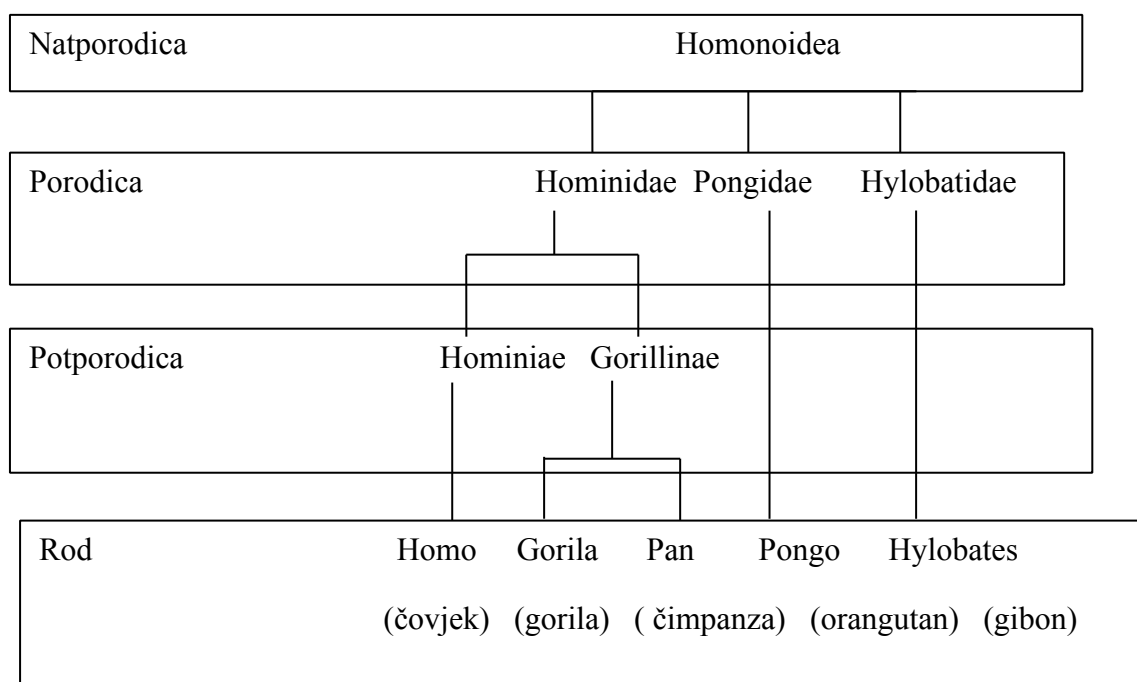 Natporodica Homonoidea
Porodica Hominidae Pongidae Hylobatidae
Potporodica Hominiae Gorillinae
Rod Homo Gorila Pan Pongo Hylobates
(čovjek) (gorila) ( čimpanza) (orangutan) (gibon)